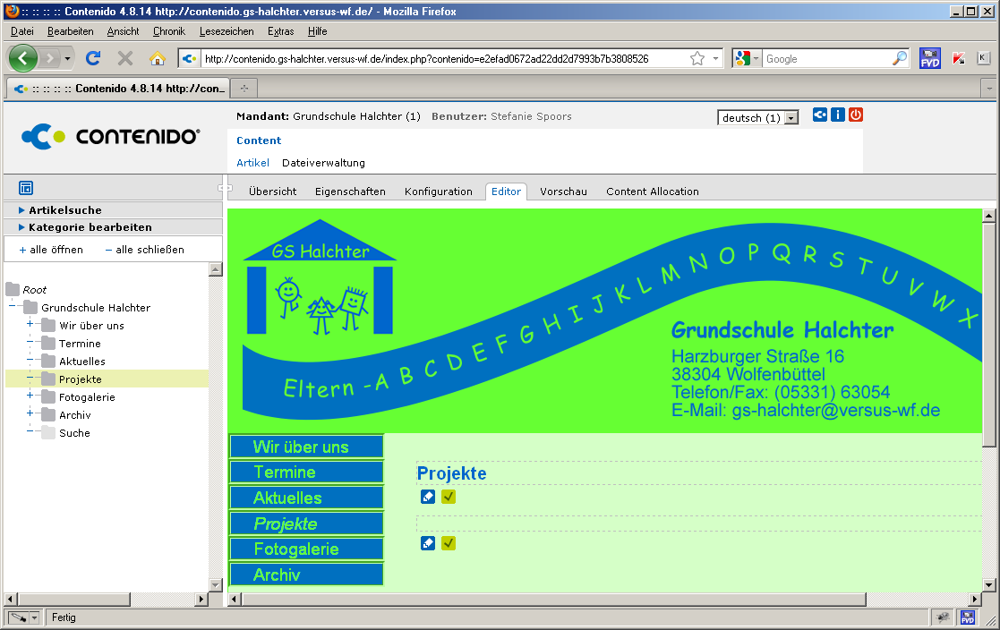 :: :: :: :: Contenido 4.8.14 http://contenido.gs-halchter.versus-wf.de/ - Mozilla Firefox
Datei Bearbeiten Ansicht Chronik Lesezeichen Extras Hilfe
http://contenido.gs-halchter.versus-wf.de/index.php?contenido=e2efad0672ad22dd2d7993b7b3808526
Google
FVD
K
:: :: :: :: Contenido 4.8.14 http://con...
CONTENIDO
Mandant: Grundschule Halchter (1) Benutzer: Stefanie Spoors
deutsch (1)
Content
Artikel Dateiverwaltung
Übersicht Eigenschaften Konfiguration Editor Vorschau Content Allocation
Artikelsuche
Kategorie bearbeiten
+ alle öffnen − alle schließen
Root
Grundschule Halchter
Wir über uns
Termine
Aktuelles
Projekte
Fotogalerie
Archiv
Suche
GS Halchter
Eltern - A B C D E F G H I J K L M N O P Q R S T U V W X
Grundschule Halchter
Harzburger Straße 16
38304 Wolfenbüttel
Telefon/Fax: (05331) 63054
E-Mail: gs-halchter@versus-wf.de
Wir über uns
Termine
Aktuelles
Projekte
Fotogalerie
Archiv
Projekte
Fertig
FVD